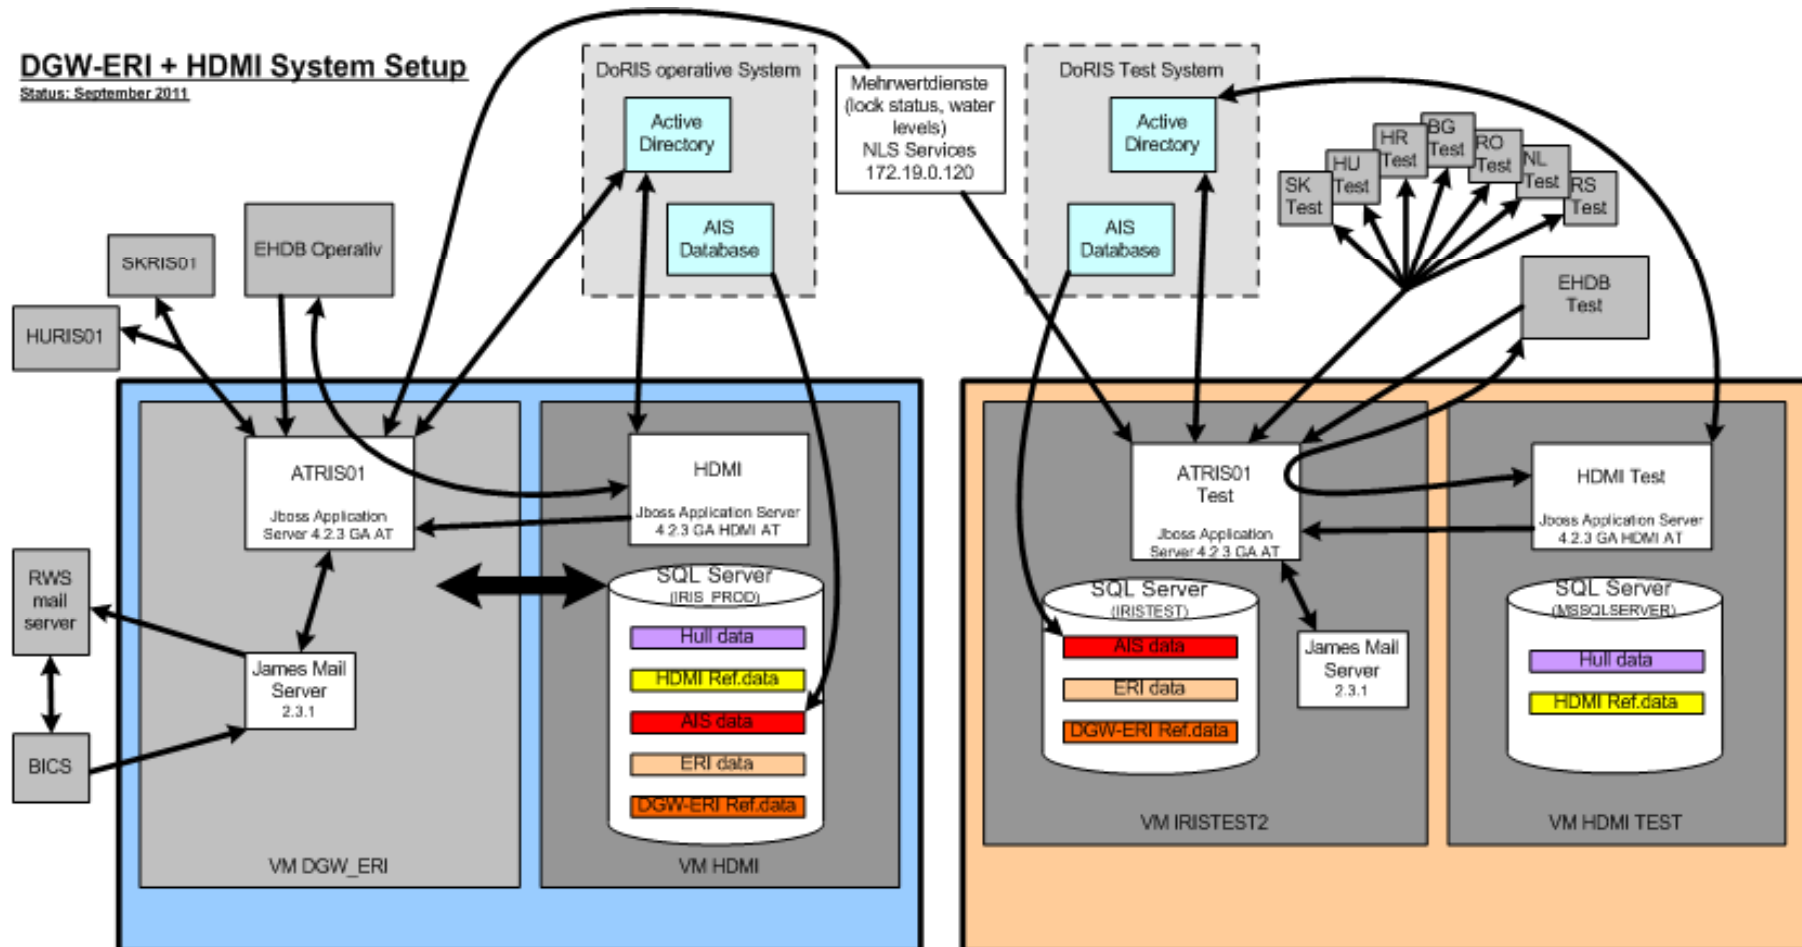 DGW-ERI + HDMI System Setup
Status: September 2011
DoRIS operative System
Active
Directory
AIS
Database
Mehrwertdienste
(lock status, water
levels)
NLS Services
172.19.0.120
DoRIS Test System
Active
Directory
AIS
Database
SK
Test
HU
Test
HR
Test
BG
Test
RO
Test
NL
Test
RS
Test
EHDB
Test
SKRIS01
EHDB Operativ
HURIS01
ATRIS01
Jboss Application
Server 4.2.3 GA AT
HDMI
Jboss Application Server
4.2.3 GA HDMI AT
RWS
mail
server
BICS
James Mail
Server
2.3.1
SQL Server
(IRIS_PROD)
Hull data
HDMI Ref.data
AIS data
ERI data
DGW-ERI Ref.data
VM DGW_ERI
VM HDMI
ATRIS01
Test
Jboss Application
Server 4.2.3 GA AT
HDMI Test
Jboss Application Server
4.2.3 GA HDMI AT
SQL Server
(IRISTEST)
AIS data
ERI data
DGW-ERI Ref.data
James Mail
Server
2.3.1
SQL Server
(MSSQLSERVER)
Hull data
HDMI Ref.data
VM IRISTEST2
VM HDMI TEST